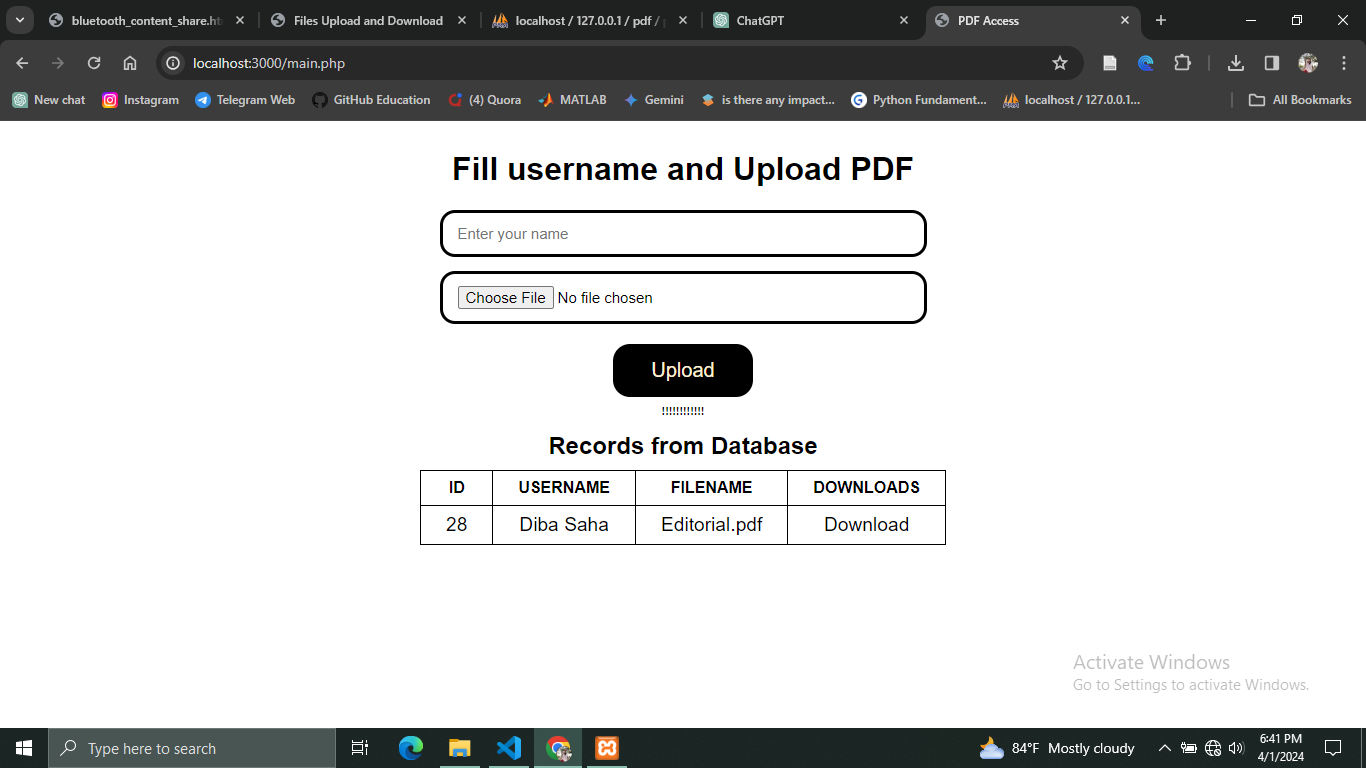 bluetooth_content_share.ht
Files Upload and Download
localhost / 127.0.0.1 / pdf /
ChatGPT
PDF Access
localhost:3000/main.php
New chat
Instagram
Telegram Web
GitHub Education
(4) Quora
MATLAB
Gemini
is there any impact...
Python Fundament...
localhost / 127.0.0.1...
All Bookmarks
Fill username and Upload PDF
Enter your name
Choose File No file chosen
Upload
!!!!!!!!!!!!
Records from Database
ID USERNAME FILENAME DOWNLOADS
28 Diba Saha Editorial.pdf Download
Activate Windows
Go to Settings to activate Windows.
Type here to search
84°F Mostly cloudy
6:41 PM
4/1/2024